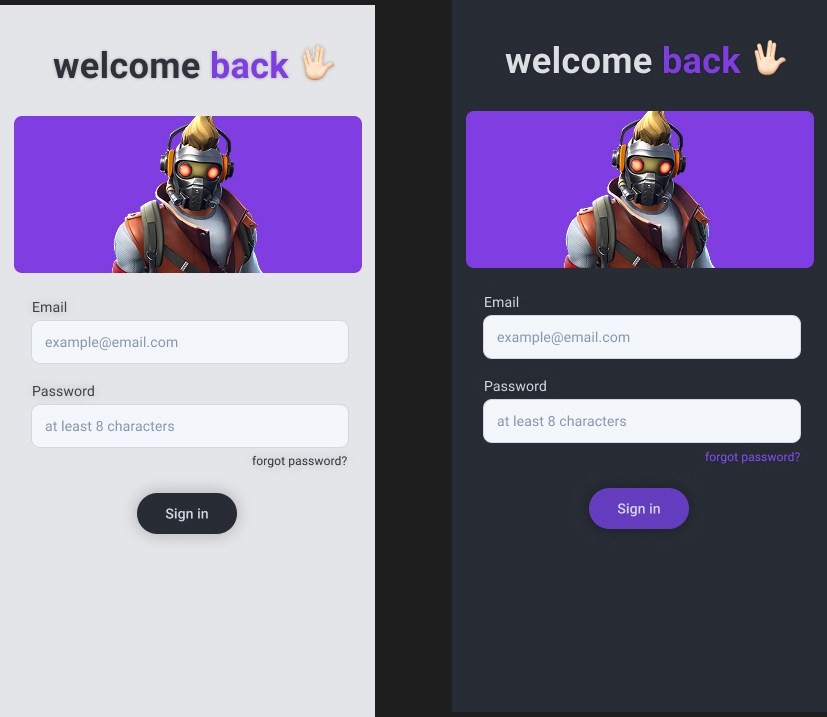 welcome back 🖖🏻
Email
example@email.com
Password
at least 8 characters
forgot password?
Sign in
welcome back 🖖🏻
Email
example@email.com
Password
at least 8 characters
forgot password?
Sign in